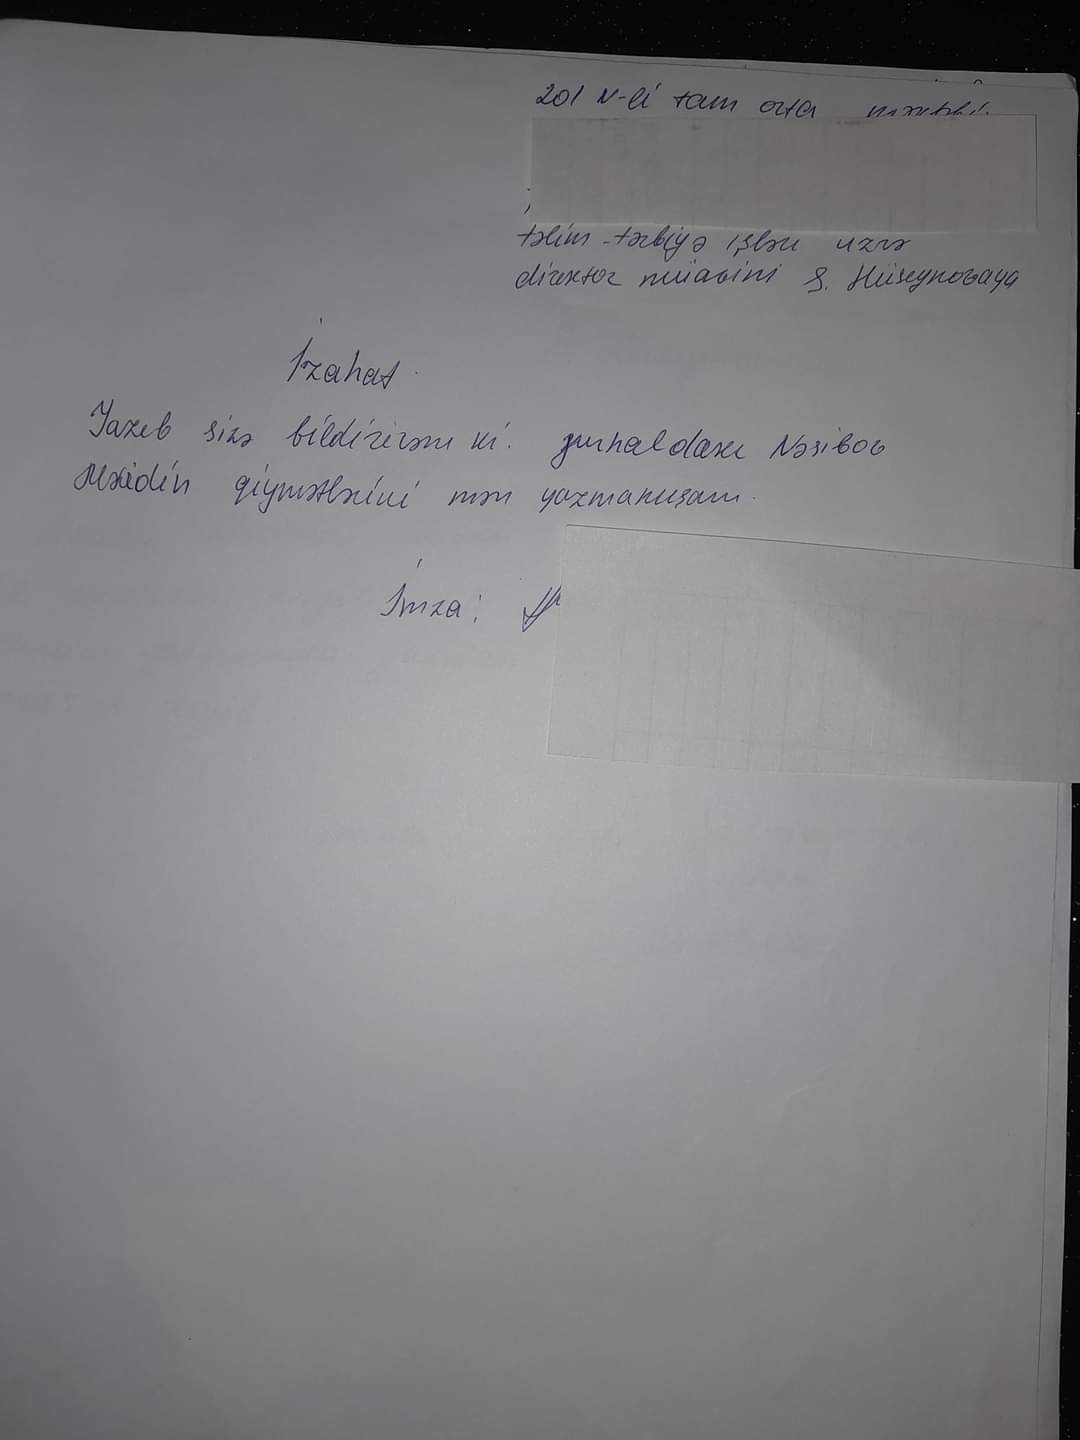 201 N-li tam orta məktəbi
təlim-tərbiyə işləri üzrə
direktor müavini S. Hüseynovaya
İzahat
Yazıb sizə bildirirəm ki. jurnaldakı Nəsibov
qiymətlərini mən yazmamışam.
İmza: